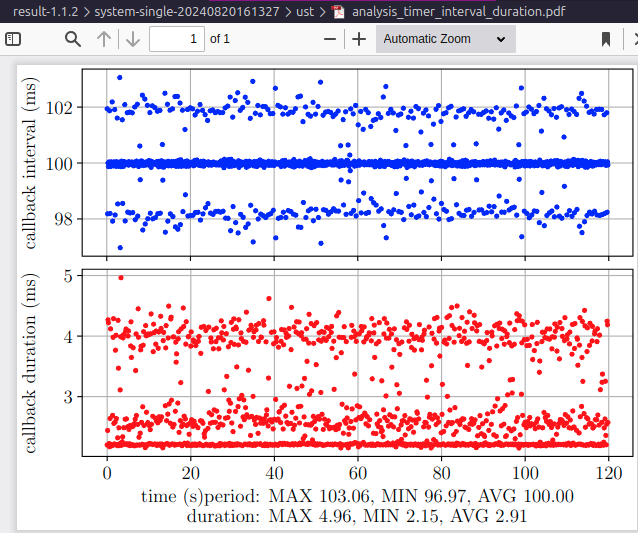 result-1.1.2 › system-single-20240820161327 › ust › analysis_timer_interval_duration.pdf
1 of 1 Automatic Zoom
callback interval (ms)
102
100
98
callback duration (ms)
5
4
3
0 20 40 60 80 100 120
time (s)period: MAX 103.06, MIN 96.97, AVG 100.00
duration: MAX 4.96, MIN 2.15, AVG 2.91